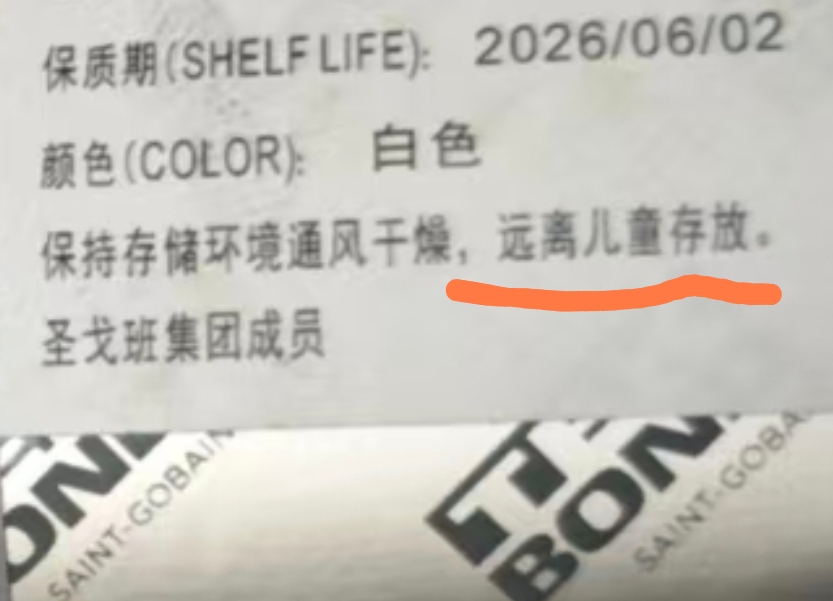 保质期(SHELF LIFE): 2026/06/02
颜色(COLOR): 白色
保持存储环境通风干燥，远离儿童存放。
圣戈班集团成员
SAINT-GOBAIN
BON
SAINT-GOBA